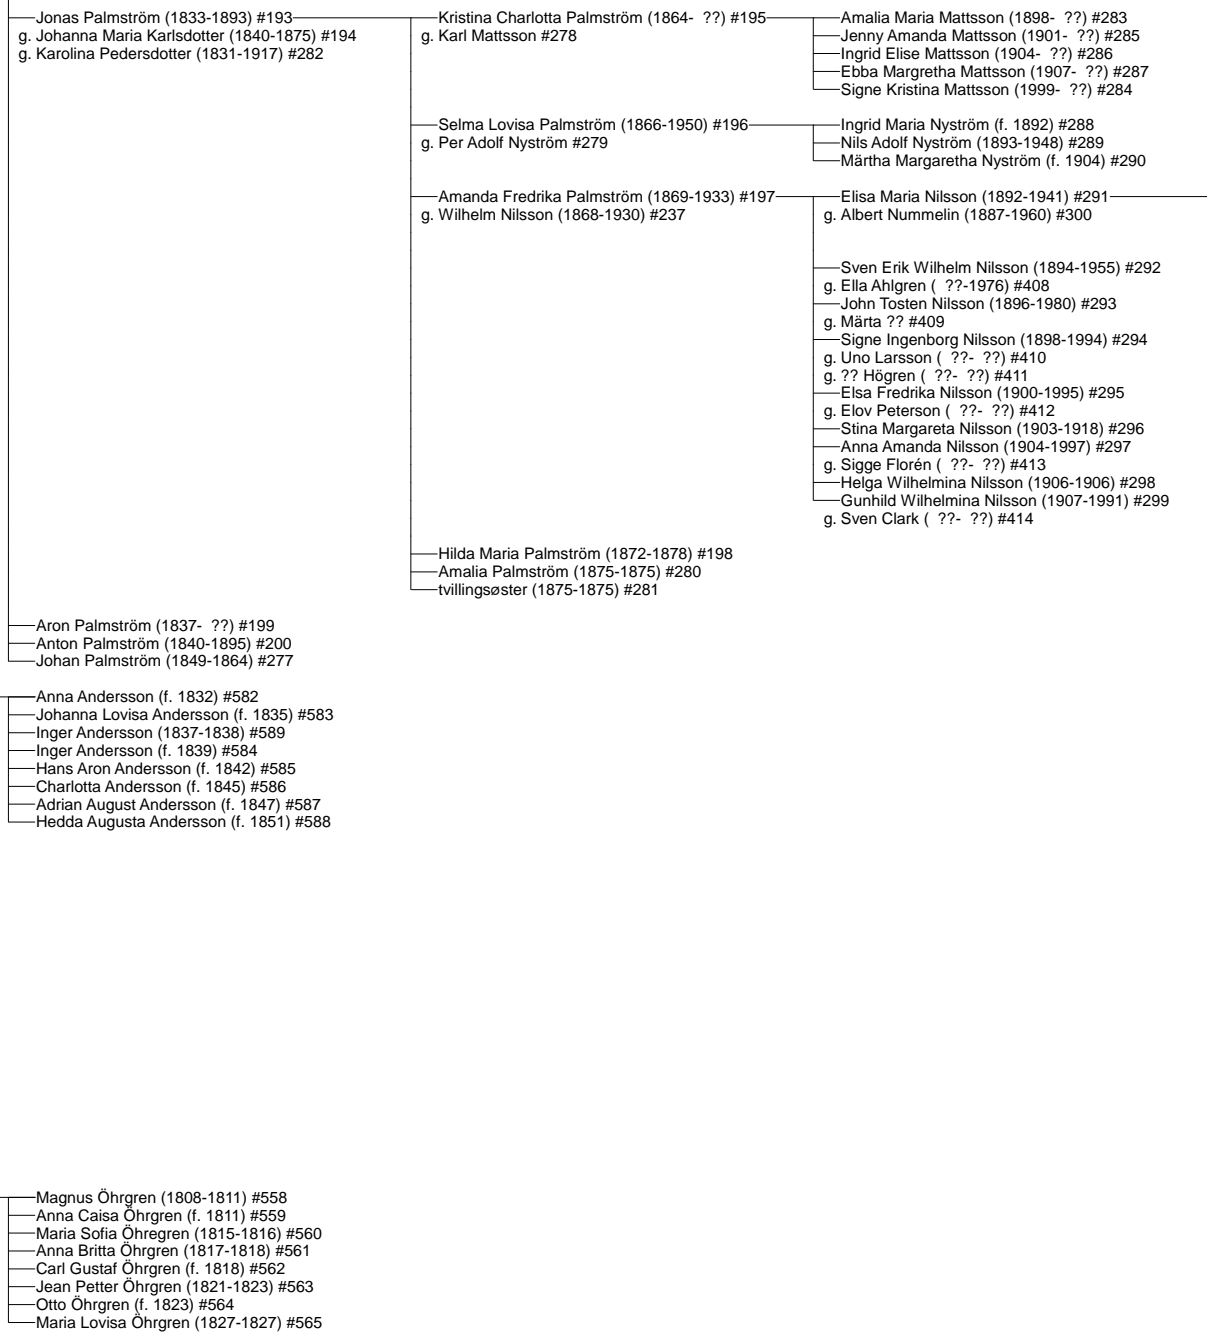 Jonas Palmström (1833-1893) #193
g. Johanna Maria Karlsdotter (1840-1875) #194
g. Karolina Pedersdotter (1831-1917) #282
Kristina Charlotta Palmström (1864- ??) #195
g. Karl Mattsson #278
Amalia Maria Mattsson (1898- ??) #283
Jenny Amanda Mattsson (1901- ??) #285
Ingrid Elise Mattsson (1904- ??) #286
Ebba Margretha Mattsson (1907- ??) #287
Signe Kristina Mattsson (1999- ??) #284
Selma Lovisa Palmström (1866-1950) #196
g. Per Adolf Nyström #279
Ingrid Maria Nyström (f. 1892) #288
Nils Adolf Nyström (1893-1948) #289
Märtha Margaretha Nyström (f. 1904) #290
Amanda Fredrika Palmström (1869-1933) #197
g. Wilhelm Nilsson (1868-1930) #237
Elisa Maria Nilsson (1892-1941) #291
g. Albert Nummelin (1887-1960) #300
Sven Erik Wilhelm Nilsson (1894-1955) #292
g. Ella Ahlgren ( ??-1976) #408
John Tosten Nilsson (1896-1980) #293
g. Märta ?? #409
Signe Ingenborg Nilsson (1898-1994) #294
g. Uno Larsson ( ??- ??) #410
g. ?? Högren ( ??- ??) #411
Elsa Fredrika Nilsson (1900-1995) #295
g. Elov Peterson ( ??- ??) #412
Stina Margareta Nilsson (1903-1918) #296
Anna Amanda Nilsson (1904-1997) #297
g. Sigge Florén ( ??- ??) #413
Helga Wilhelmina Nilsson (1906-1906) #298
Gunhild Wilhelmina Nilsson (1907-1991) #299
g. Sven Clark ( ??- ??) #414
Hilda Maria Palmström (1872-1878) #198
Amalia Palmström (1875-1875) #280
tvillingsøster (1875-1875) #281
Aron Palmström (1837- ??) #199
Anton Palmström (1840-1895) #200
Johan Palmström (1849-1864) #277
Anna Andersson (f. 1832) #582
Johanna Lovisa Andersson (f. 1835) #583
Inger Andersson (1837-1838) #589
Inger Andersson (f. 1839) #584
Hans Aron Andersson (f. 1842) #585
Charlotta Andersson (f. 1845) #586
Adrian August Andersson (f. 1847) #587
Hedda Augusta Andersson (f. 1851) #588
Magnus Öhrgren (1808-1811) #558
Anna Caisa Öhrgren (f. 1811) #559
Maria Sofia Öhregren (1815-1816) #560
Anna Britta Öhrgren (1817-1818) #561
Carl Gustaf Öhrgren (f. 1818) #562
Jean Petter Öhrgren (1821-1823) #563
Otto Öhrgren (f. 1823) #564
Maria Lovisa Öhrgren (1827-1827) #565